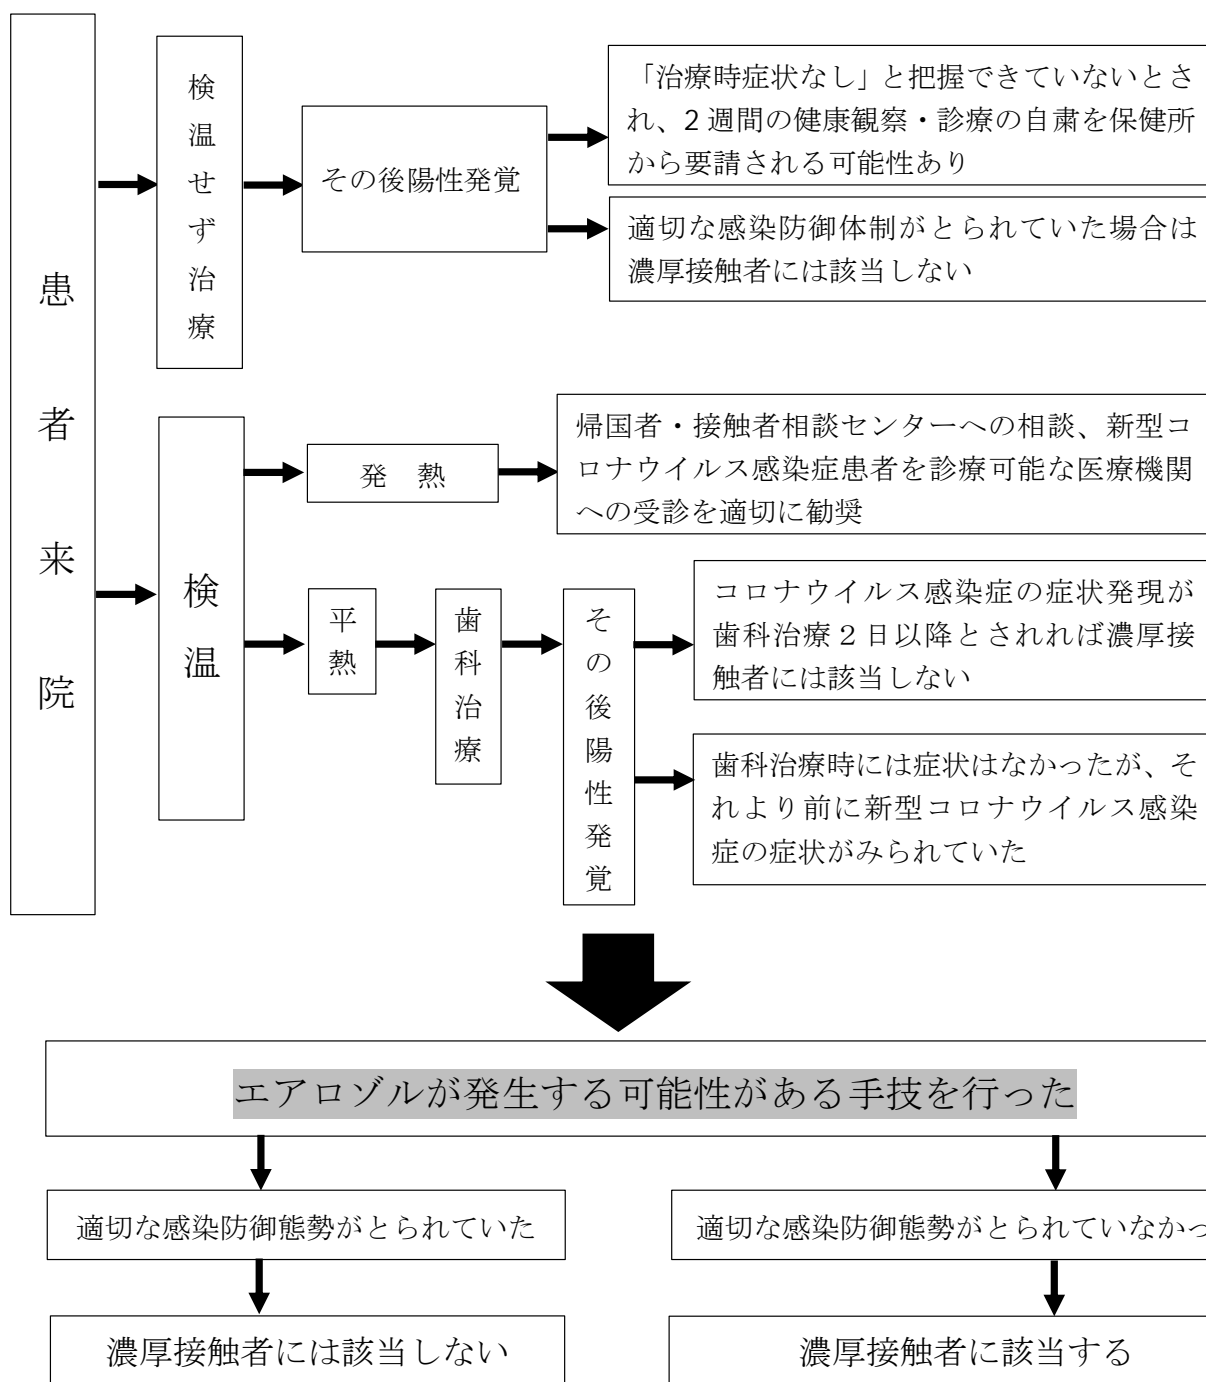 患者来院
検温せず治療
その後陽性発覚
「治療時症状なし」と把握できていないとさ
れ、2週間の健康観察・診療の自粛を保健所
から要請される可能性あり
適切な感染防御体制がとられていた場合は
濃厚接触者には該当しない
検温
発 熱
帰国者・接触者相談センターへの相談、新型コ
ロナウイルス感染症患者を診療可能な医療機関
への受診を適切に勧奨
平熱
歯科治療
その後陽性発覚
コロナウイルス感染症の症状発現が
歯科治療２日以降とされれば濃厚接
触者には該当しない
歯科治療時には症状はなかったが、そ
れより前に新型コロナウイルス感染
症の症状がみられていた
エアロゾルが発生する可能性がある手技を行った
適切な感染防御態勢がとられていた
適切な感染防御態勢がとられていなかっ
濃厚接触者には該当しない
濃厚接触者に該当する